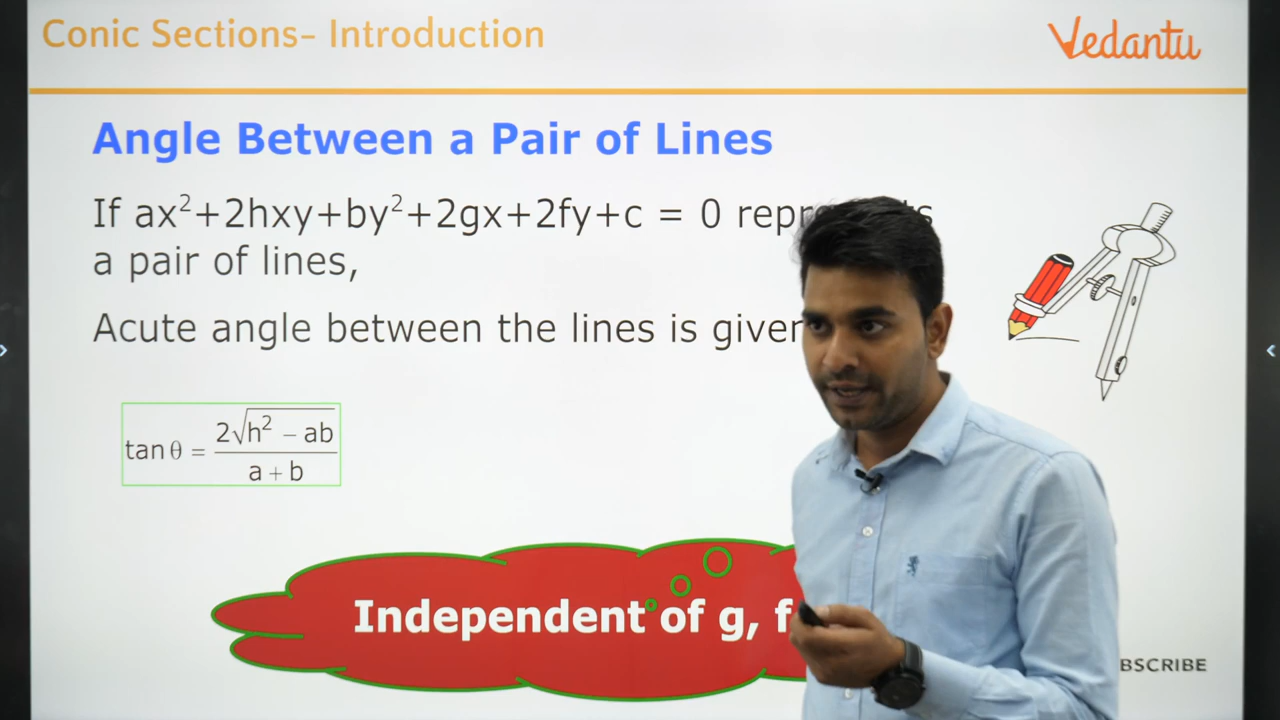 Conic Sections- Introduction
Vedantu
Angle Between a Pair of Lines
If ax²+2hxy+by²+2gx+2fy+c = 0
a pair of lines,
Acute angle between the lines is
tan θ = 2√(h² – ab) / (a + b)
Independent of g, f